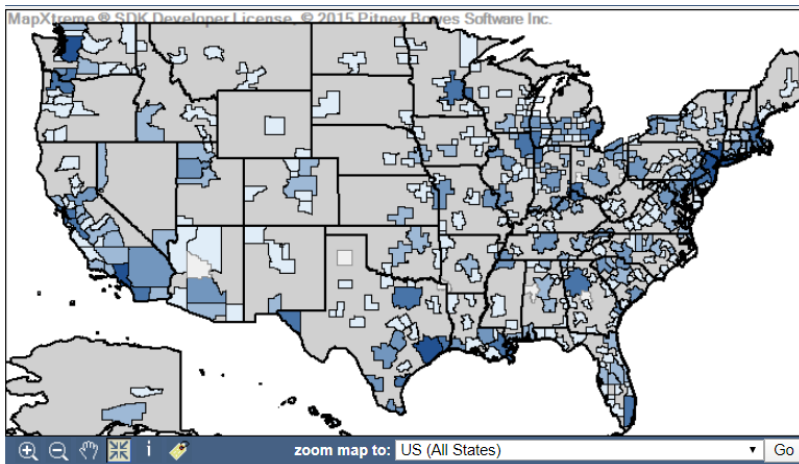 MapXtreme ® SDK Developer License, © 2015 Pitney Bowes Software Inc.
i
zoom map to: US (All States) Go